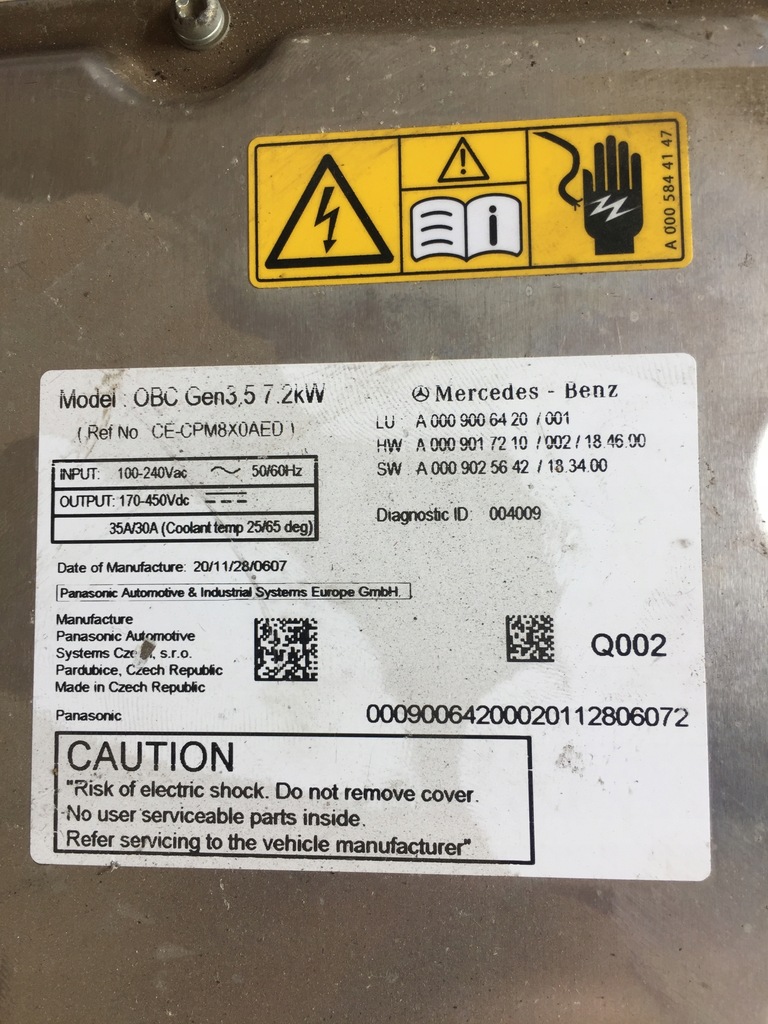 A 000 584 41 47
Model : OBC Gen3,5 7.2kW
( Ref No CE-CPM8X0AED )
Mercedes - Benz
LU A 000 900 64 20 / 001
HW A 000 901 72 10 / 002 / 18.46.00
SW A 000 902 56 42 / 18.34.00
INPUT: 100-240Vac 50/60Hz
OUTPUT: 170-450Vdc
35A/30A (Coolant temp 25/65 deg)
Diagnostic ID 004009
Date of Manufacture: 20/11/28/0607
Panasonic Automotive & Industrial Systems Europe GmbH.
Manufacture
Panasonic Automotive
Systems s.r.o.
Pardubice, Czech Republic
Made in Czech Republic
Q002
Panasonic
00090064200020112806072
CAUTION
"Risk of electric shock. Do not remove cover.
No user serviceable parts inside.
Refer servicing to the vehicle manufacturer"